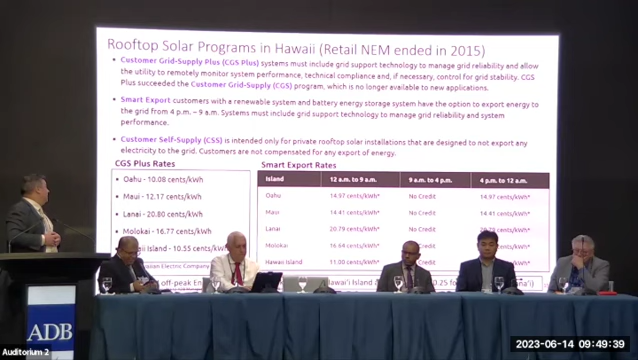 Rooftop Solar Programs in Hawaii (Retail NEM ended in 2015)
• Customer Grid-Supply Plus (CGS Plus) systems must include grid support technology to manage grid reliability and allow
the utility to remotely monitor system performance, technical compliance and, if necessary, control for grid stability. CGS
Plus succeeded the Customer Grid-Supply (CGS) program, which is no longer available to new applications.
• Smart Export customers with a renewable system and battery energy storage system have the option to export energy to
the grid from 4 p.m. – 9 a.m. Systems must include grid support technology to manage grid reliability and system
performance.
• Customer Self-Supply (CSS) is intended only for private rooftop solar installations that are designed to not export any
electricity to the grid. Customers are not compensated for any export of energy.
CGS Plus Rates
• Oahu - 10.08 cents/kWh
• Maui - 12.17 cents/kWh
• Lanai - 20.80 cents/kWh
• Molokai - 16.77 cents/kWh
Island - 10.55 cents/kWh
Electric Company
off-peak
Smart Export Rates
Island 12 a.m. to 9 a.m. 9 a.m. to 4 p.m. 4 p.m. to 12 a.m.
Oahu 14.97 cents/kWh* No Credit 14.97 cents/kWh*
Maui 14.41 cents/kWh* No Credit 14.41 cents/kWh*
Lanai 20.79 cents/kWh* No Credit 20.79 cents/kWh*
Molokai 16.64 cents/kWh* No Credit
Hawaii Island 11.00 cents/kWh* No Credit
ADB
Auditorium 2
2023-06-14 09:49:39